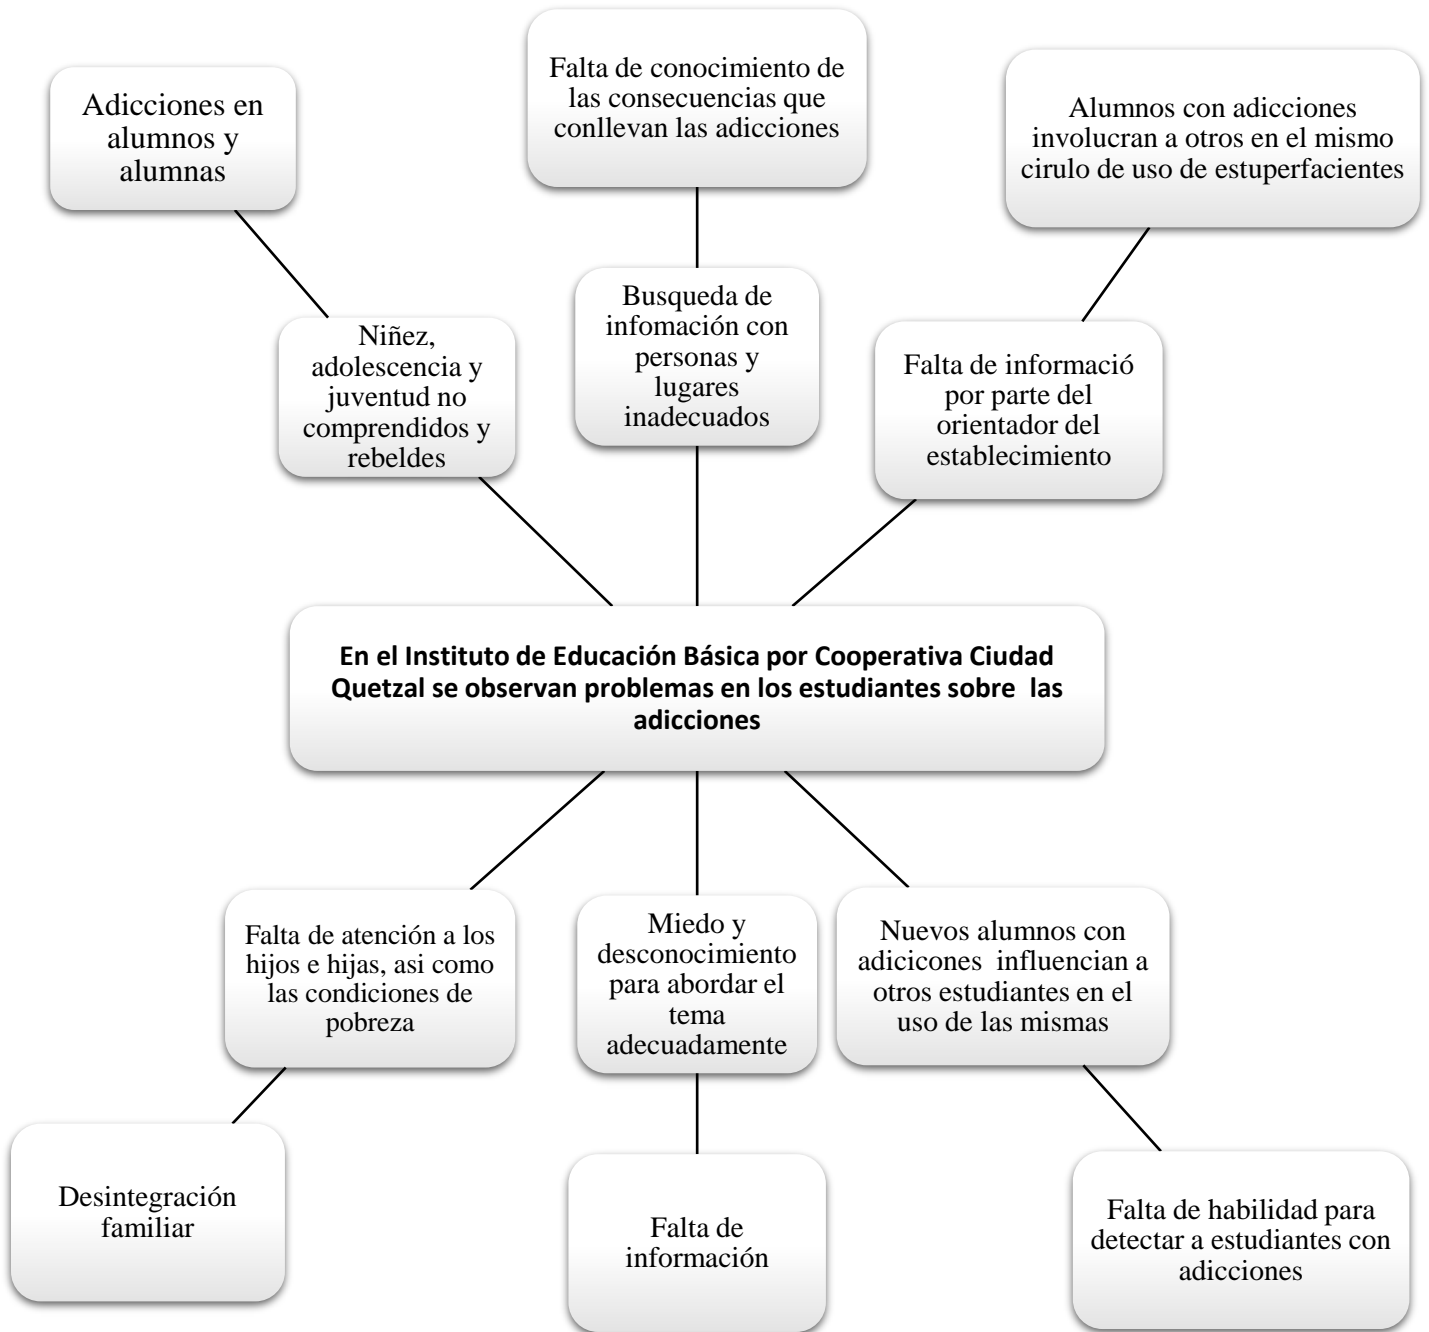 Adicciones en
alumnos y
alumnas
Falta de conocimiento de
las consecuencias que
conllevan las adicciones
Alumnos con adicciones
involucran a otros en el mismo
cirulo de uso de estuperfacientes
Niñez,
adolescencia y
juventud no
comprendidos y
rebeldes
Busqueda de
infomación con
personas y
lugares
inadecuados
Falta de informació
por parte del
orientador del
establecimiento
En el Instituto de Educación Básica por Cooperativa Ciudad
Quetzal se observan problemas en los estudiantes sobre  las
adicciones
Falta de atención a los
hijos e hijas, asi como
las condiciones de
pobreza
Miedo y
desconocimiento
para abordar el
tema
adecuadamente
Nuevos alumnos con
adicicones  influencian a
otros estudiantes en el
uso de las mismas
Desintegración
familiar
Falta de
información
Falta de habilidad para
detectar a estudiantes con
adicciones